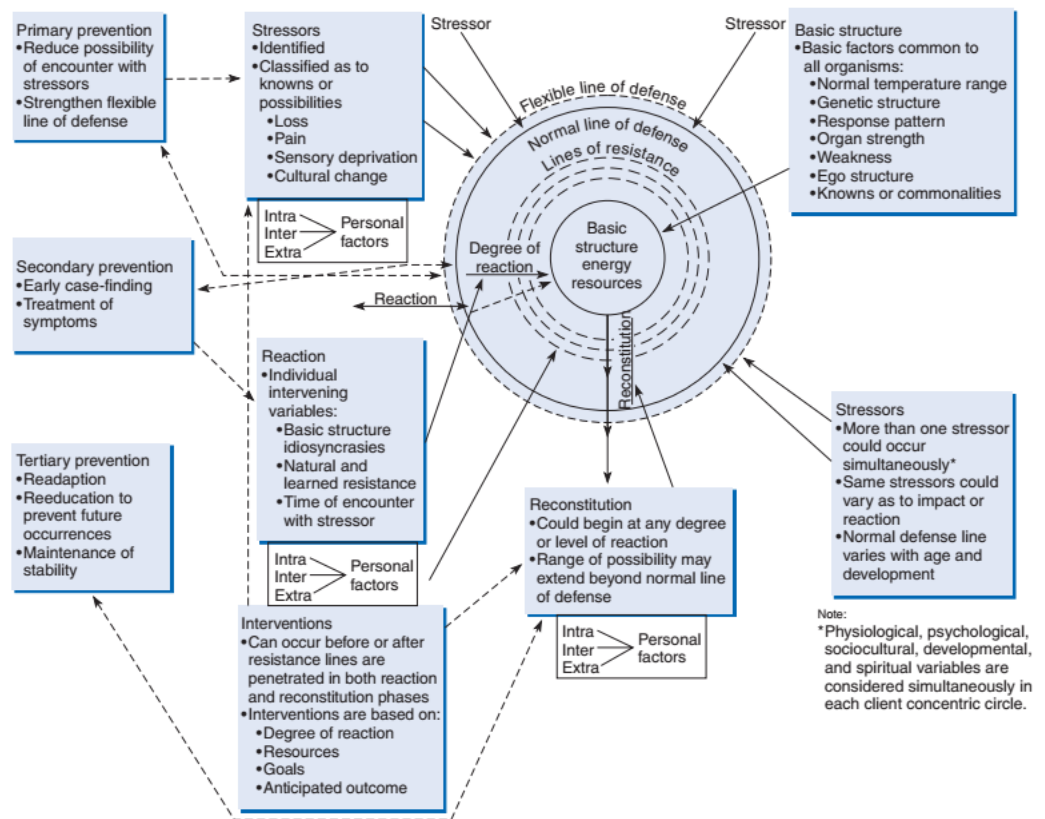 Primary prevention
•Reduce possibility
of encounter with
stressors
•Strengthen flexible
line of defense
Stressors
•Identified
•Classified as to
knowns or
possibilities
•Loss
•Pain
•Sensory deprivation
•Cultural change
Intra
Inter
Extra
Personal
factors
Stressor
Stressor
Flexible line of defense
Normal line of defense
Lines of resistance
Basic
structure
energy
resources
Degree of
reaction
Reaction
Reconstitution
Basic structure
•Basic factors common to
all organisms:
•Normal temperature range
•Genetic structure
•Response pattern
•Organ strength
•Weakness
•Ego structure
•Knowns or commonalities
Secondary prevention
•Early case-finding
•Treatment of
symptoms
Reaction
•Individual
intervening
variables:
•Basic structure
idiosyncrasies
•Natural and
learned resistance
•Time of encounter
with stressor
Intra
Inter
Extra
Personal
factors
Tertiary prevention
•Readaption
•Reeducation to
prevent future
occurrences
•Maintenance of
stability
Interventions
•Can occur before or after
resistance lines are
penetrated in both reaction
and reconstitution phases
•Interventions are based on:
•Degree of reaction
•Resources
•Goals
•Anticipated outcome
Reconstitution
•Could begin at any degree
or level of reaction
•Range of possibility may
extend beyond normal line
of defense
Intra
Inter
Extra
Personal
factors
Stressors
•More than one stressor
could occur
simultaneously*
•Same stressors could
vary as to impact or
reaction
•Normal defense line
varies with age and
development
Note:
*Physiological, psychological,
sociocultural, developmental,
and spiritual variables are
considered simultaneously in
each client concentric circle.